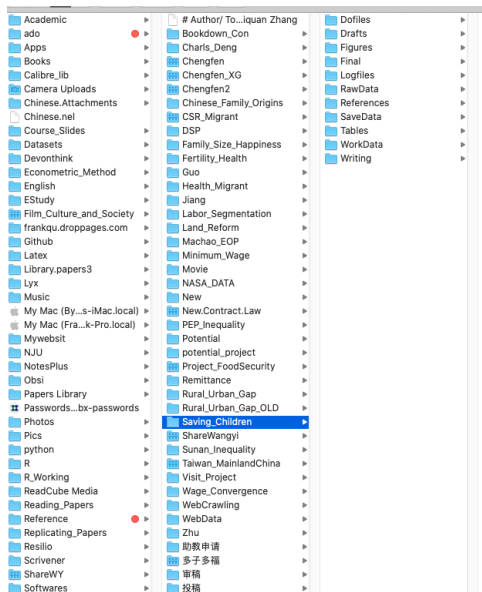 Academic
ado
Apps
Books
Calibre_lib
Camera Uploads
Chinese.Attachments
Chinese.nel
Course_Slides
Datasets
Devonthink
Econometric_Method
English
EStudy
Film_Culture_and_Society
frankqu.droppages.com
Github
Latex
Library.papers3
Lyx
Music
My Mac (By...s-iMac.local)
My Mac (Fra...k-Pro.local)
Mywebsit
NJU
NotesPlus
Obsi
Papers Library
Passwords...bx-passwords
Photos
Pics
python
R
R_Working
ReadCube Media
Reading_Papers
Reference
Replicating_Papers
Resilio
Scrivener
ShareWY
Softwares
# Author/ To...iquan Zhang
Bookdown_Con
Charls_Deng
Chengfen
Chengfen_XG
Chengfen2
Chinese_Family_Origins
CSR_Migrant
DSP
Family_Size_Happiness
Fertility_Health
Guo
Health_Migrant
Jiang
Labor_Segmentation
Land_Reform
Machao_EOP
Minimum_Wage
Movie
NASA_DATA
New
New.Contract.Law
PEP_Inequality
Potential
potential_project
Project_FoodSecurity
Remittance
Rural_Urban_Gap
Rural_Urban_Gap_OLD
Saving_Children
ShareWangyi
Sunan_Inequality
Taiwan_MainlandChina
Visit_Project
Wage_Convergence
WebCrawling
WebData
Zhu
助教申请
多子多福
审稿
投稿
Dofiles
Drafts
Figures
Final
Logfiles
RawData
References
SaveData
Tables
WorkData
Writing